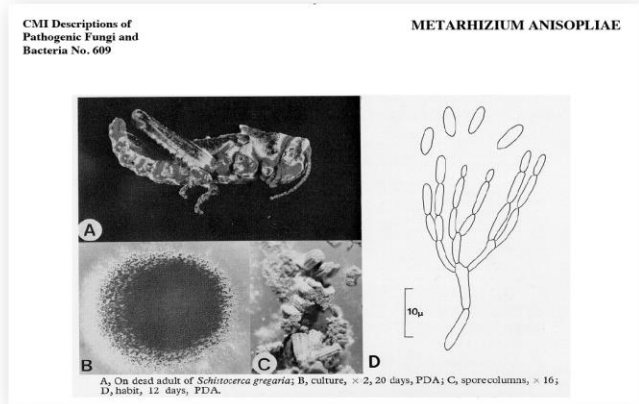 CMI Descriptions of
Pathogenic Fungi and
Bacteria No. 609
METARHIZIUM ANISOPLIAE
A
B
C
D
10μ
A, On dead adult of Schistocerca gregaria; B, culture, × 2, 20 days, PDA; C, sporecolumns, × 16;
D, habit, 12 days, PDA.